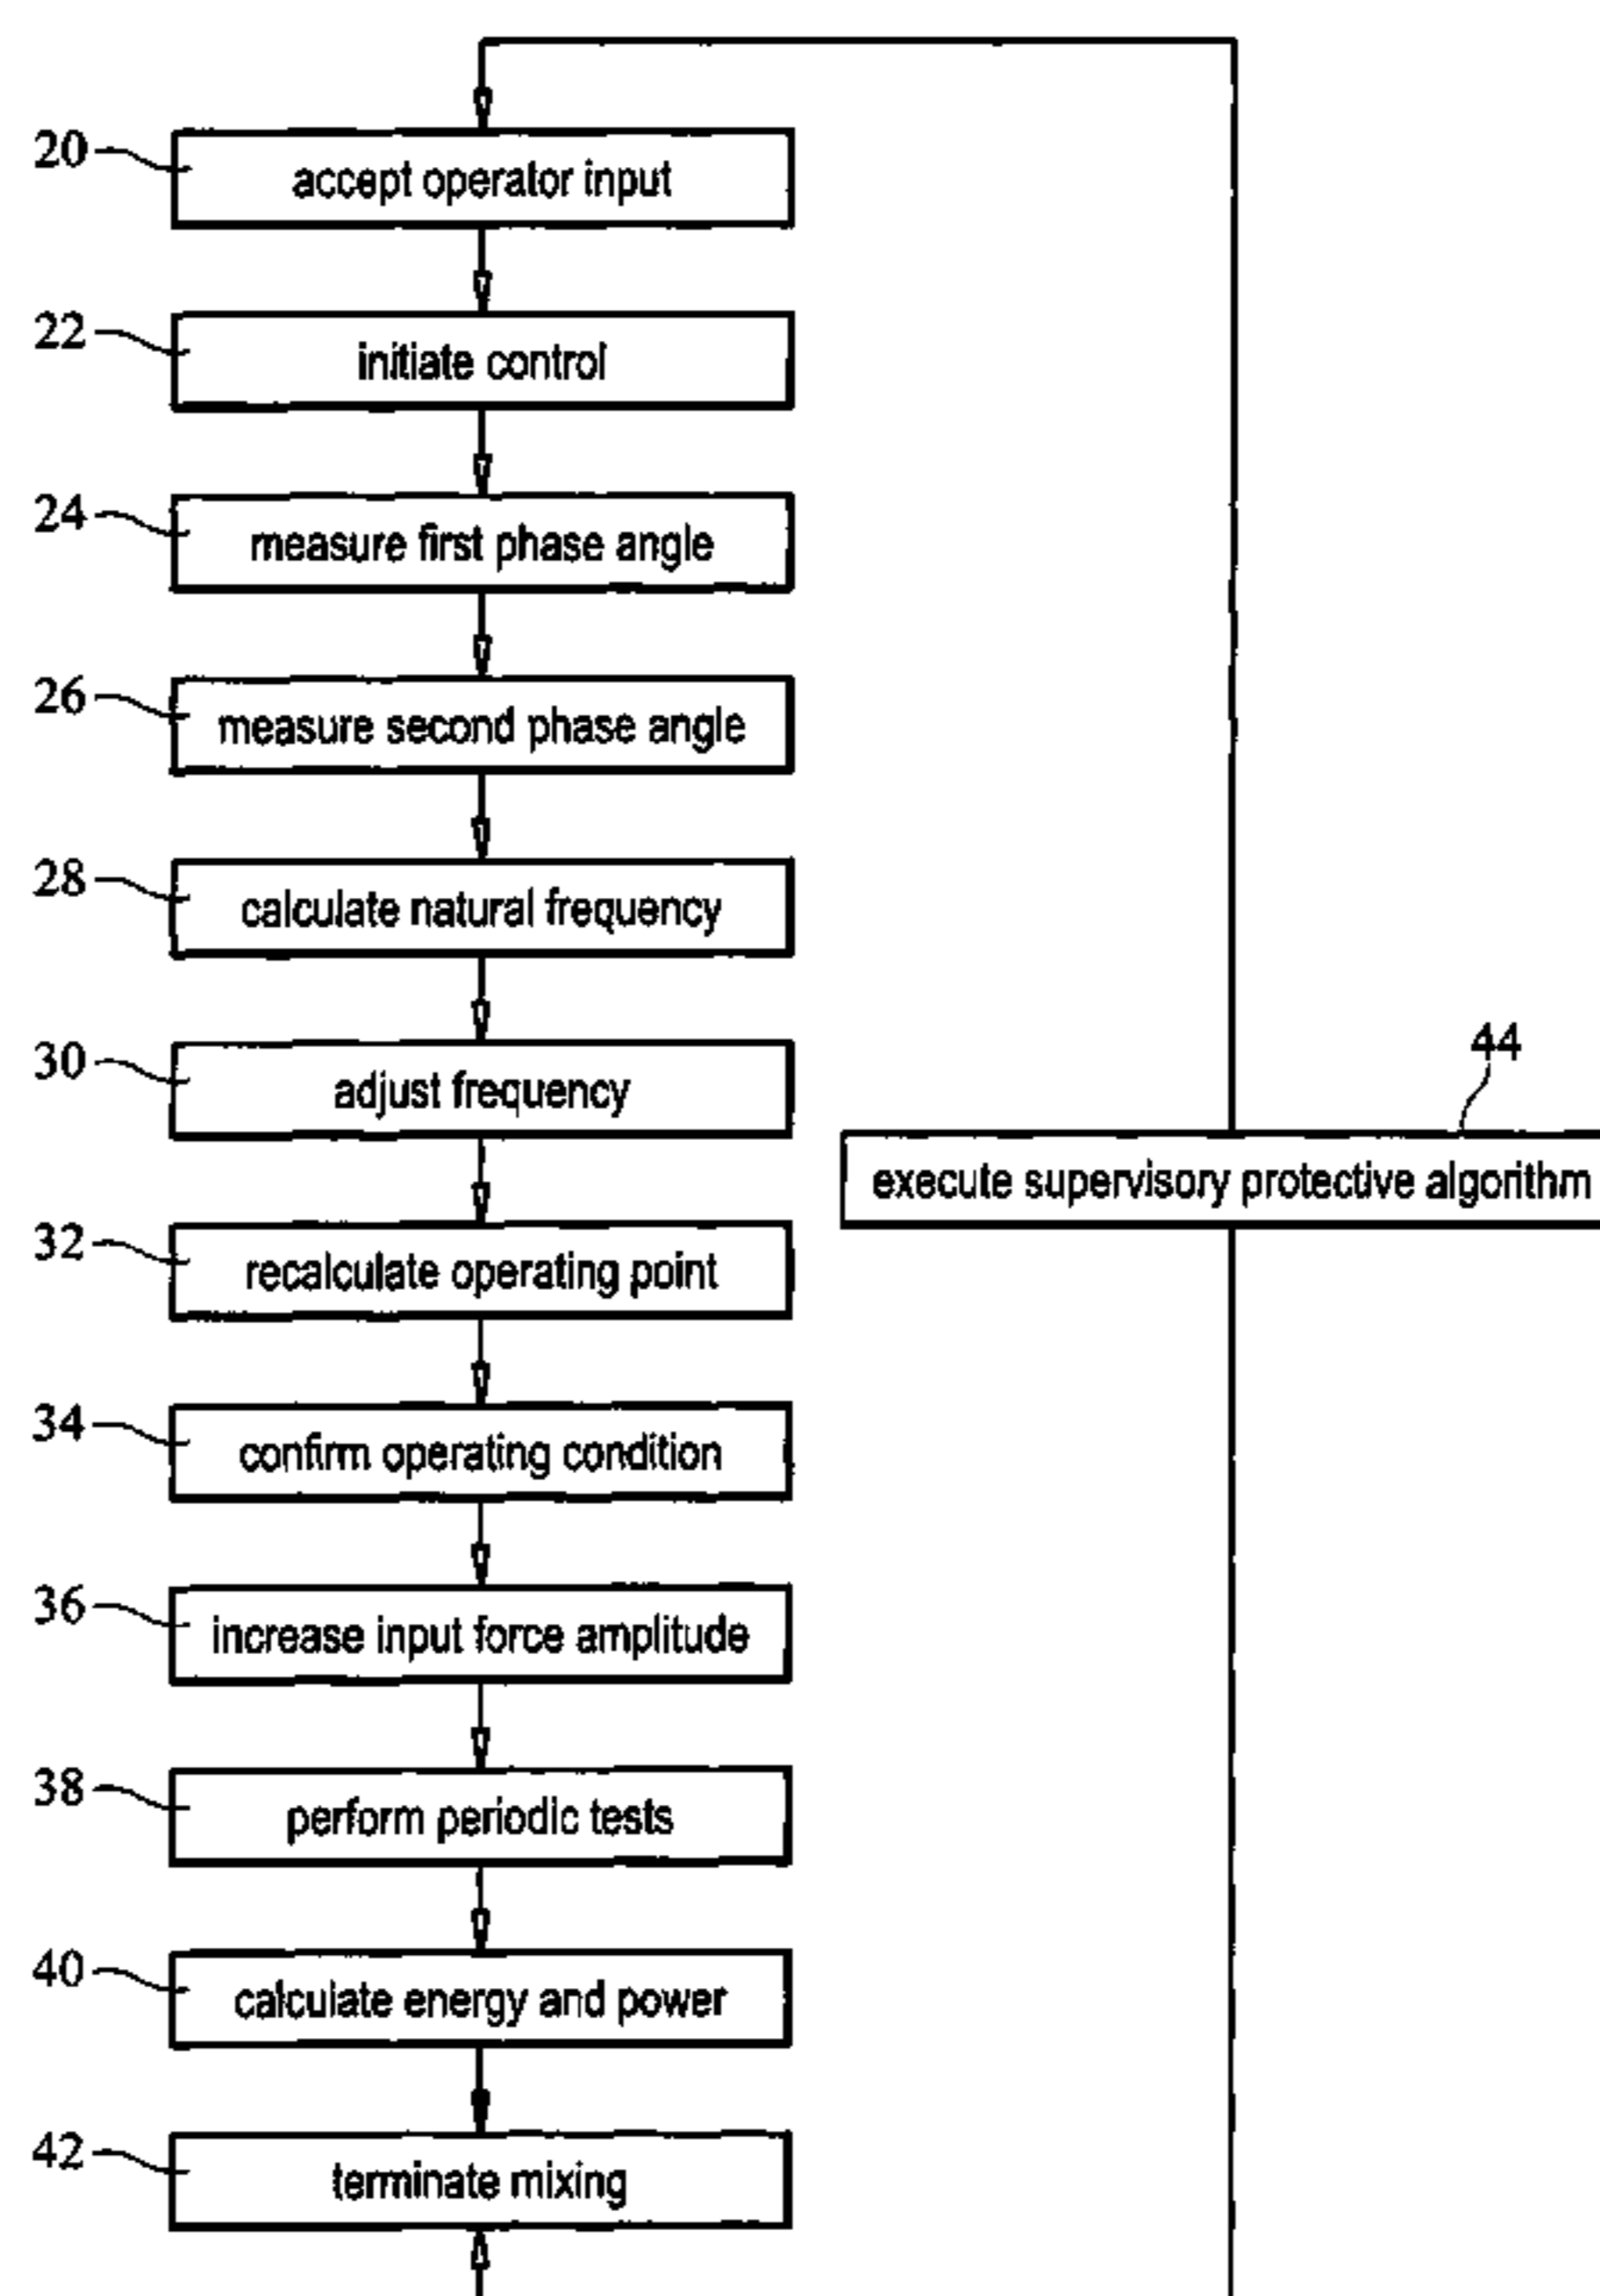 20 accept operator input
22 initiate control
24 measure first phase angle
26 measure second phase angle
28 calculate natural frequency
30 adjust frequency
44
execute supervisory protective algorithm
32 recalculate operating point
34 confirm operating condition
36 increase input force amplitude
38 perform periodic tests
40 calculate energy and power
42 terminate mixing